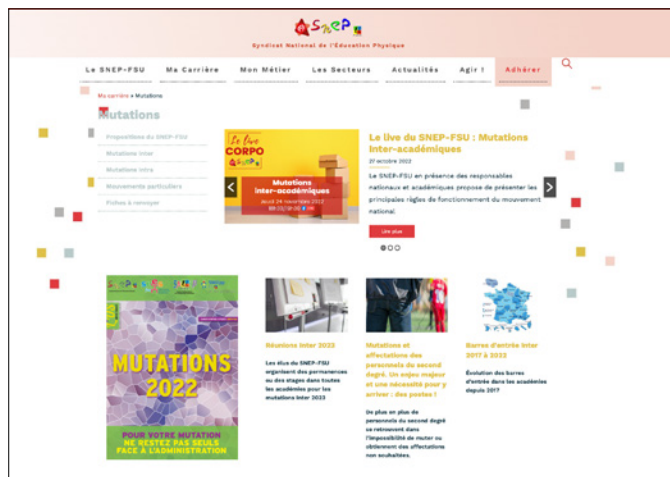 Snep
Syndicat National de l'Éducation Physique
Le SNEP-FSU
Ma Carrière
Mon Métier
Les Secteurs
Actualités
Agir !
Adhérer
Ma carrière » Mutations
Mutations
Propositions du SNEP-FSU
Mutations Inter
Mutations Intra
Mouvements particuliers
Fiches à renvoyer
Le live
CORPO
Snep
Mutations
inter-académiques
Jeudi 24 novembre 2022
Le live du SNEP-FSU : Mutations
Inter-académiques
27 octobre 2022
Le SNEP-FSU en présence des responsables
nationaux et académiques propose de présenter les
principales règles de fonctionnement du mouvement
national.
Lire plus
MUTATIONS
2022
POUR VOTRE MUTATION
NE RESTEZ PAS SEULS
FACE À L'ADMINISTRATION
Réunions Inter 2023
Les élus du SNEP-FSU
organisent des permanences
ou des stages dans toutes
les académies pour les
mutations Inter 2023
Mutations et
affectations des
personnels du second
degré. Un enjeu majeur
et une nécessité pour y
arriver : des postes !
De plus en plus de
personnels du second degré
se retrouvent dans
l'impossibilité de muter ou
obtiennent des affectations
non souhaitées.
Barres d'entrée Inter
2017 à 2022
Évolution des barres
d'entrée dans les académies
depuis 2017